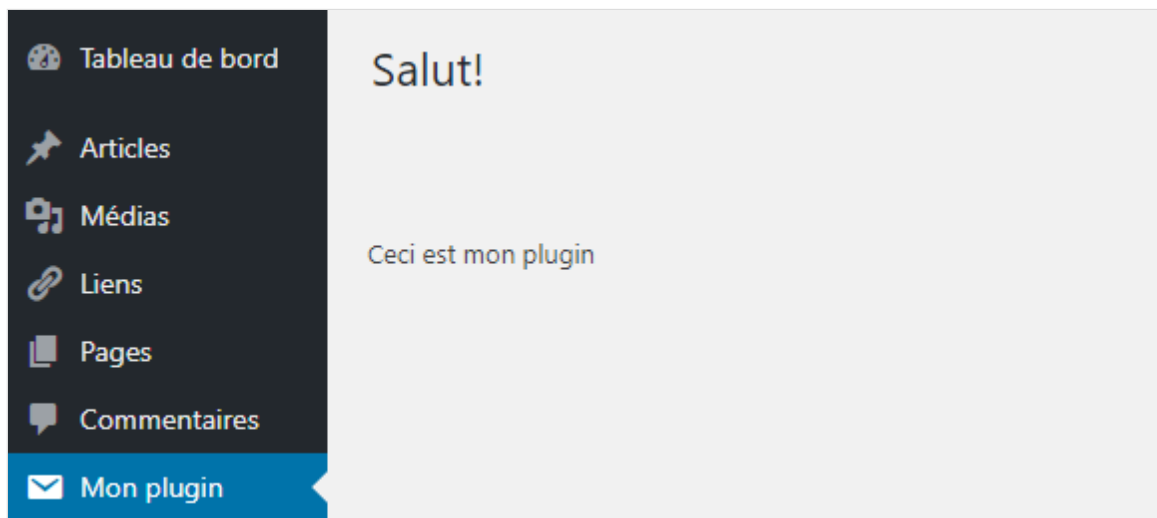 Tableau de bord
Articles
Médias
Liens
Pages
Commentaires
Mon plugin
Salut!
Ceci est mon plugin